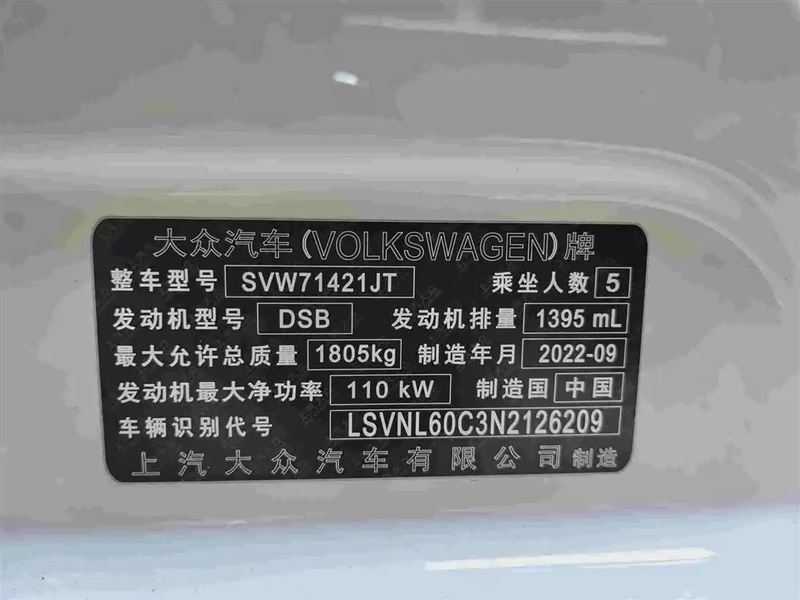 大众汽车(VOLKSWAGEN)牌
整车型号 SVW71421JT 乘坐人数 5
发动机型号 DSB 发动机排量 1395 mL
最大允许总质量 1805kg 制造年月 2022-09
发动机最大净功率 110 kW 制造国 中国
车辆识别代号 LSVNL60C3N2126209
上汽大众汽车有限公司 制造